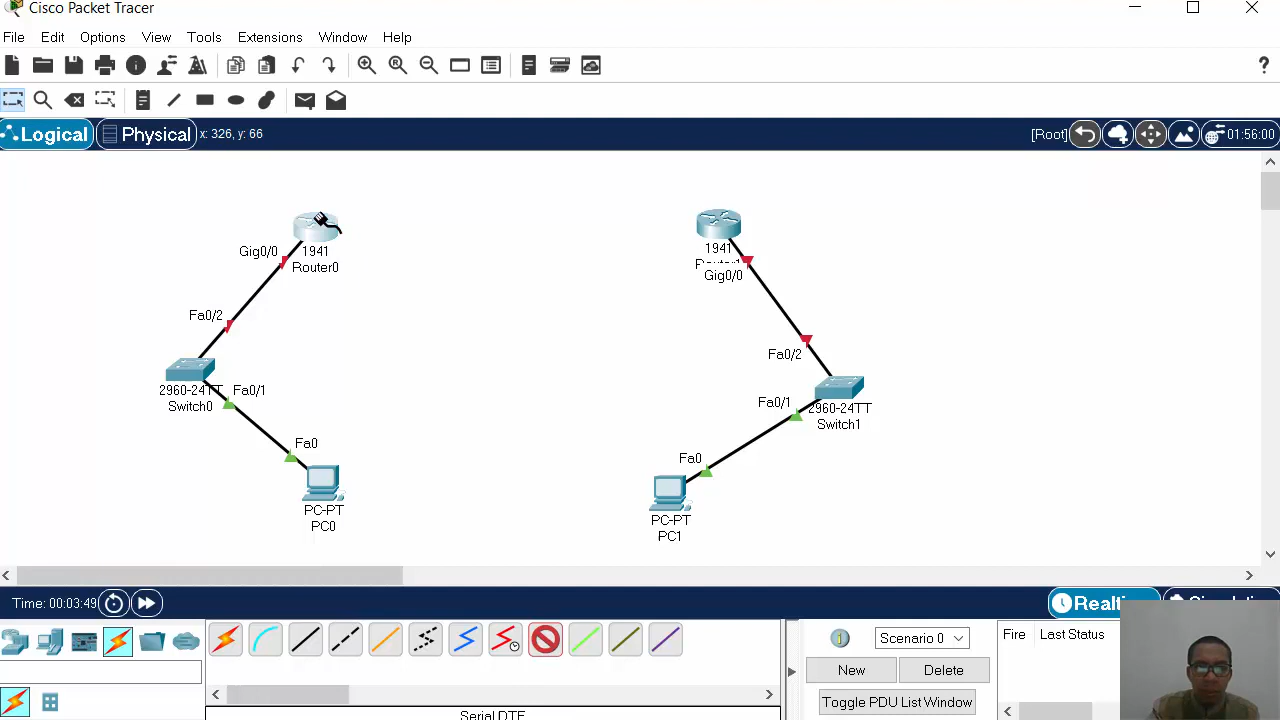 Cisco Packet Tracer
File Edit Options View Tools Extensions Window Help
?
Logical Physical x: 326, y: 66 [Root] 01:56:00
1941
Router0
Gig0/0
Fa0/2
2960-24TT
Switch0
Fa0/1
Fa0
PC-PT
PC0
1941
Gig0/0
Fa0/2
2960-24TT
Switch1
Fa0/1
Fa0
PC-PT
PC1
Time: 00:03:49
Scenario 0
New Delete
Toggle PDU List Window
Fire Last Status